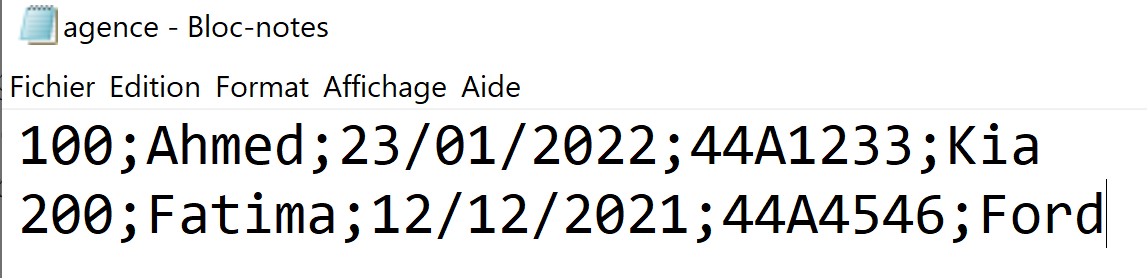 agence - Bloc-notes
Fichier Edition Format Affichage Aide
100;Ahmed;23/01/2022;44A1233;Kia
200;Fatima;12/12/2021;44A4546;Ford